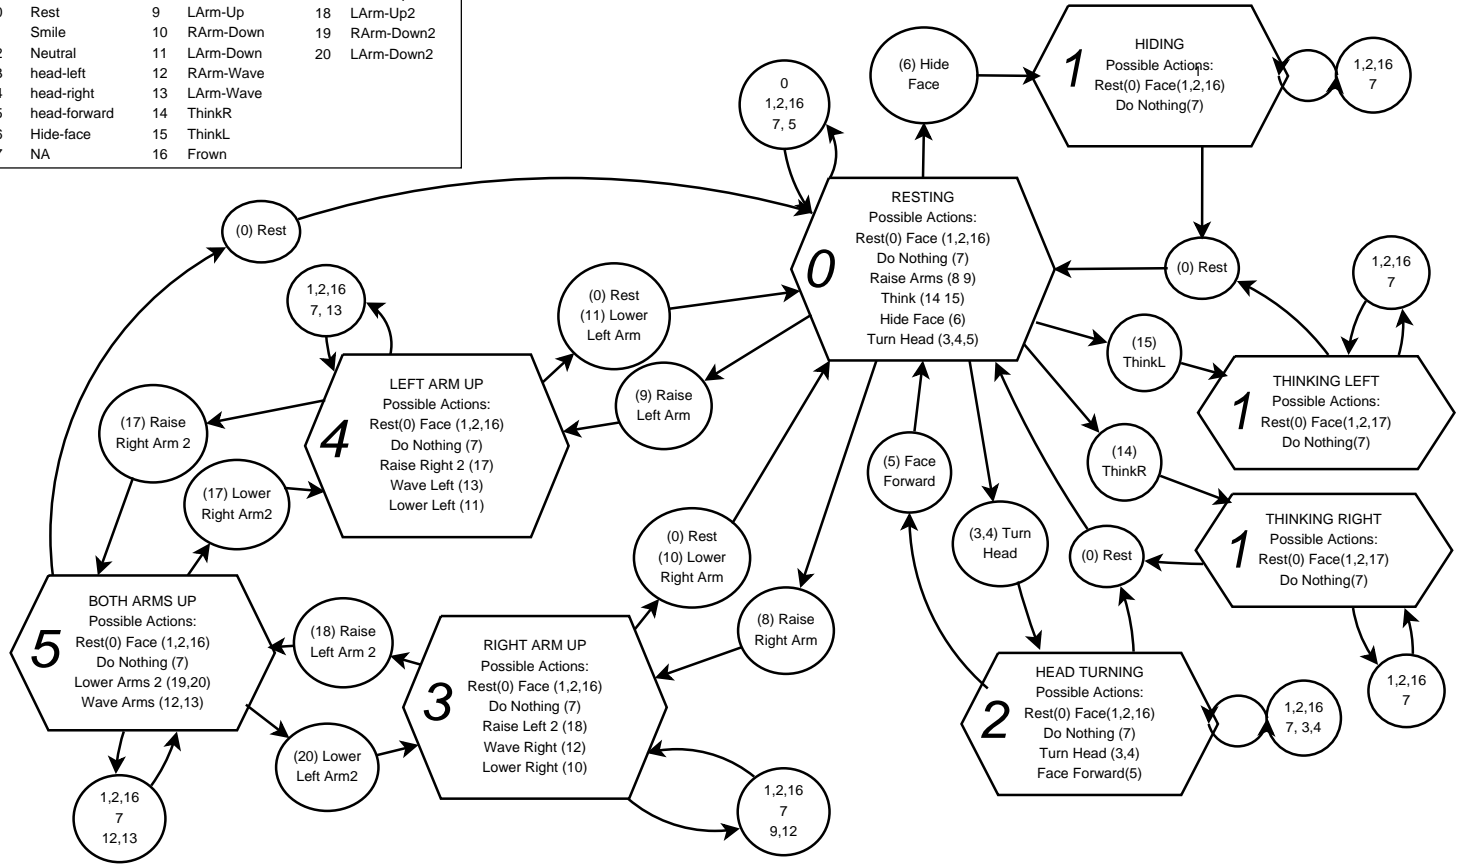 0 Rest 9 LArm-Up 18 LArm-Up2
Smile 10 RArm-Down 19 RArm-Down2
2 Neutral 11 LArm-Down 20 LArm-Down2
head-left 12 RArm-Wave
head-right 13 LArm-Wave
head-forward 14 ThinkR
Hide-face 15 ThinkL
NA 16 Frown
(6) Hide
Face
1
HIDING
Possible Actions:
Rest(0) Face(1,2,16)
Do Nothing(7)
1,2,16
7
0
1,2,16
7, 5
(0) Rest
0
RESTING
Possible Actions:
Rest(0) Face (1,2,16)
Do Nothing (7)
Raise Arms (8 9)
Think (14 15)
Hide Face (6)
Turn Head (3,4,5)
(0) Rest
1,2,16
7
1,2,16
7, 13
(0) Rest
(11) Lower
Left Arm
(15)
ThinkL
1
THINKING LEFT
Possible Actions:
Rest(0) Face(1,2,17)
Do Nothing(7)
(9) Raise
Left Arm
4
LEFT ARM UP
Possible Actions:
Rest(0) Face (1,2,16)
Do Nothing (7)
Raise Right 2 (17)
Wave Left (13)
Lower Left (11)
(17) Raise
Right Arm 2
(17) Lower
Right Arm2
(5) Face
Forward
(14)
ThinkR
(3,4) Turn
Head
(0) Rest
1
THINKING RIGHT
Possible Actions:
Rest(0) Face(1,2,17)
Do Nothing(7)
(0) Rest
(10) Lower
Right Arm
(8) Raise
Right Arm
5
BOTH ARMS UP
Possible Actions:
Rest(0) Face (1,2,16)
Do Nothing (7)
Lower Arms 2 (19,20)
Wave Arms (12,13)
(18) Raise
Left Arm 2
3
RIGHT ARM UP
Possible Actions:
Rest(0) Face (1,2,16)
Do Nothing (7)
Raise Left 2 (18)
Wave Right (12)
Lower Right (10)
2
HEAD TURNING
Possible Actions:
Rest(0) Face(1,2,16)
Do Nothing (7)
Turn Head (3,4)
Face Forward(5)
1,2,16
7, 3,4
1,2,16
7
(20) Lower
Left Arm2
1,2,16
7
12,13
1,2,16
7
9,12